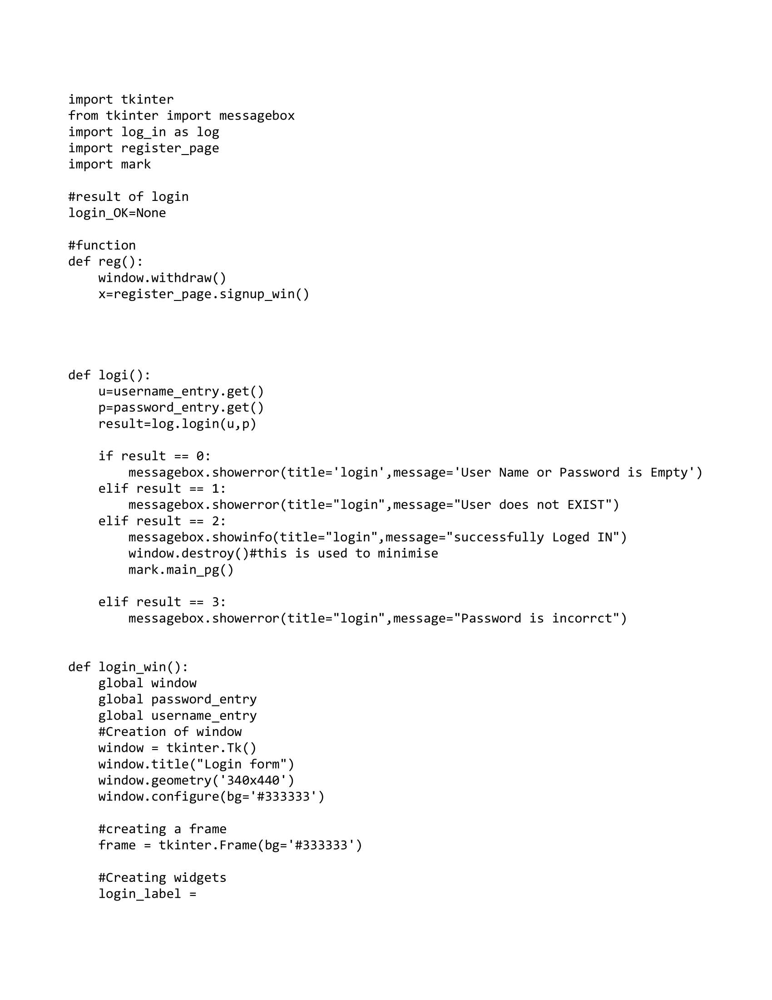 import tkinter
from tkinter import messagebox
import log_in as log
import register_page
import mark

#result of login
login_OK=None

#function
def reg():
    window.withdraw()
    x=register_page.signup_win()

def logi():
    u=username_entry.get()
    p=password_entry.get()
    result=log.login(u,p)

    if result == 0:
        messagebox.showerror(title='login',message='User Name or Password is Empty')
    elif result == 1:
        messagebox.showerror(title="login",message="User does not EXIST")
    elif result == 2:
        messagebox.showinfo(title="login",message="successfully Loged IN")
        window.destroy()#this is used to minimise
        mark.main_pg()

    elif result == 3:
        messagebox.showerror(title="login",message="Password is incorrct")

def login_win():
    global window
    global password_entry
    global username_entry
    #Creation of window
    window = tkinter.Tk()
    window.title("Login form")
    window.geometry('340x440')
    window.configure(bg='#333333')

    #creating a frame
    frame = tkinter.Frame(bg='#333333')

    #Creating widgets
    login_label =